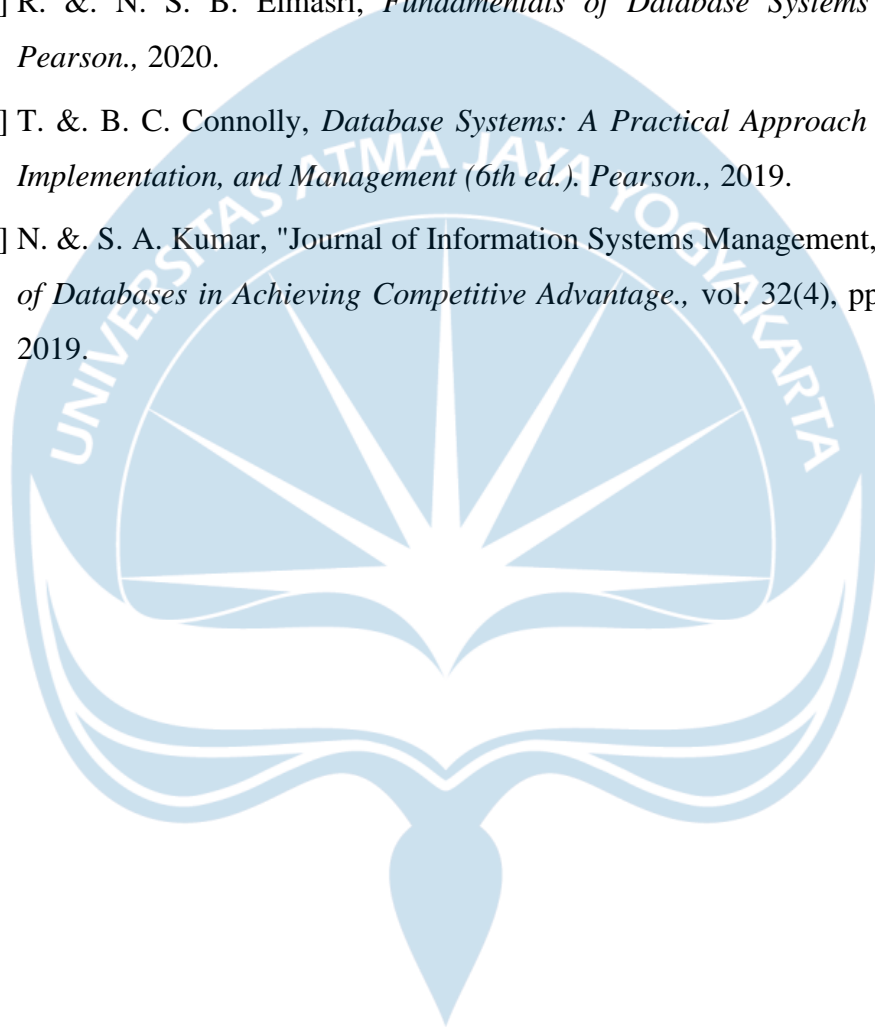 ] R. &. N. S. B. Elmasri, Fundamentals of Database Systems
Pearson., 2020.
] T. &. B. C. Connolly, Database Systems: A Practical Approach
Implementation, and Management (6th ed.). Pearson., 2019.
] N. &. S. A. Kumar, "Journal of Information Systems Management,
of Databases in Achieving Competitive Advantage., vol. 32(4), pp
2019.
UNIVERSITAS ATMA JAYA YOGYAKARTA